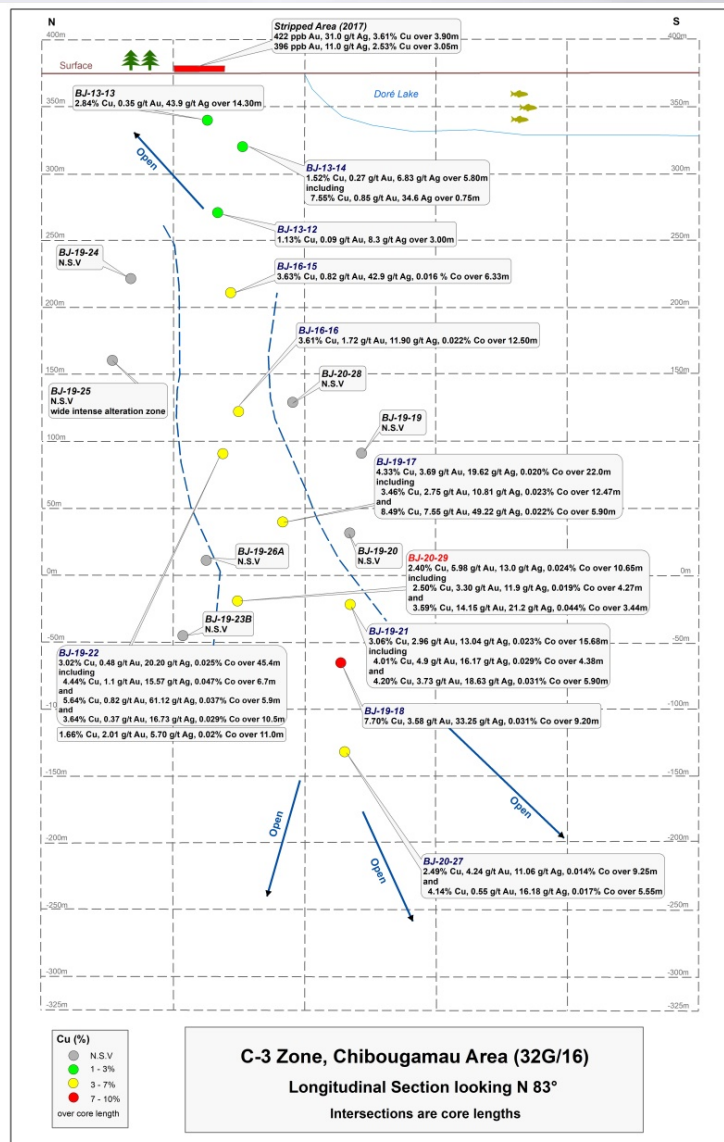 N
S
Stripped Area (2017)
422 ppb Au, 31.0 g/t Ag, 3.61% Cu over 3.90m
396 ppb Au, 11.0 g/t Ag, 2.53% Cu over 3.05m
400m
400m
Surface
Doré Lake
BJ-13-13
2.84% Cu, 0.35 g/t Au, 43.9 g/t Ag over 14.30m
350m
350m
Open
BJ-13-14
1.52% Cu, 0.27 g/t Au, 6.83 g/t Ag over 5.80m
including
7.55% Cu, 0.85 g/t Au, 34.6 Ag over 0.75m
300m
300m
BJ-13-12
1.13% Cu, 0.09 g/t Au, 8.3 g/t Ag over 3.00m
250m
250m
BJ-19-24
N.S.V
BJ-16-15
3.63% Cu, 0.82 g/t Au, 42.9 g/t Ag, 0.016 % Co over 6.33m
200m
200m
BJ-16-16
3.61% Cu, 1.72 g/t Au, 11.90 g/t Ag, 0.022% Co over 12.50m
150m
150m
BJ-19-25
N.S.V
wide intense alteration zone
BJ-20-28
N.S.V
BJ-19-19
N.S.V
100m
100m
BJ-19-17
4.33% Cu, 3.69 g/t Au, 19.62 g/t Ag, 0.020% Co over 22.0m
including
3.46% Cu, 2.75 g/t Au, 10.81 g/t Ag, 0.023% Co over 12.47m
and
8.49% Cu, 7.55 g/t Au, 49.22 g/t Ag, 0.022% Co over 5.90m
50m
50m
BJ-19-26A
N.S.V
BJ-19-20
N.S.V
0m
0m
BJ-20-29
2.40% Cu, 5.98 g/t Au, 13.0 g/t Ag, 0.024% Co over 10.65m
including
2.50% Cu, 3.30 g/t Au, 11.9 g/t Ag, 0.019% Co over 4.27m
and
3.59% Cu, 14.15 g/t Au, 21.2 g/t Ag, 0.044% Co over 3.44m
BJ-19-23B
N.S.V
-50m
-50m
BJ-19-22
3.02% Cu, 0.48 g/t Au, 20.20 g/t Ag, 0.025% Co over 45.4m
including
4.44% Cu, 1.1 g/t Au, 15.57 g/t Ag, 0.047% Co over 6.7m
and
5.64% Cu, 0.82 g/t Au, 61.12 g/t Ag, 0.037% Co over 5.9m
and
3.64% Cu, 0.37 g/t Au, 16.73 g/t Ag, 0.029% Co over 10.5m
1.66% Cu, 2.01 g/t Au, 5.70 g/t Ag, 0.02% Co over 11.0m
BJ-19-21
3.06% Cu, 2.96 g/t Au, 13.04 g/t Ag, 0.023% Co over 15.68m
including
4.01% Cu, 4.9 g/t Au, 16.17 g/t Ag, 0.029% Co over 4.38m
and
4.20% Cu, 3.73 g/t Au, 18.63 g/t Ag, 0.031% Co over 5.90m
-100m
BJ-19-18
7.70% Cu, 3.58 g/t Au, 33.25 g/t Ag, 0.031% Co over 9.20m
-150m
-150m
Open
Open
Open
-200m
-200m
BJ-20-27
2.49% Cu, 4.24 g/t Au, 11.06 g/t Ag, 0.014% Co over 9.25m
and
4.14% Cu, 0.55 g/t Au, 16.18 g/t Ag, 0.017% Co over 5.55m
-250m
-250m
-300m
-300m
-325m
-325m
Cu (%)
N.S.V
1 - 3%
3 - 7%
7 - 10%
over core length
C-3 Zone, Chibougamau Area (32G/16)
Longitudinal Section looking N 83°
Intersections are core lengths